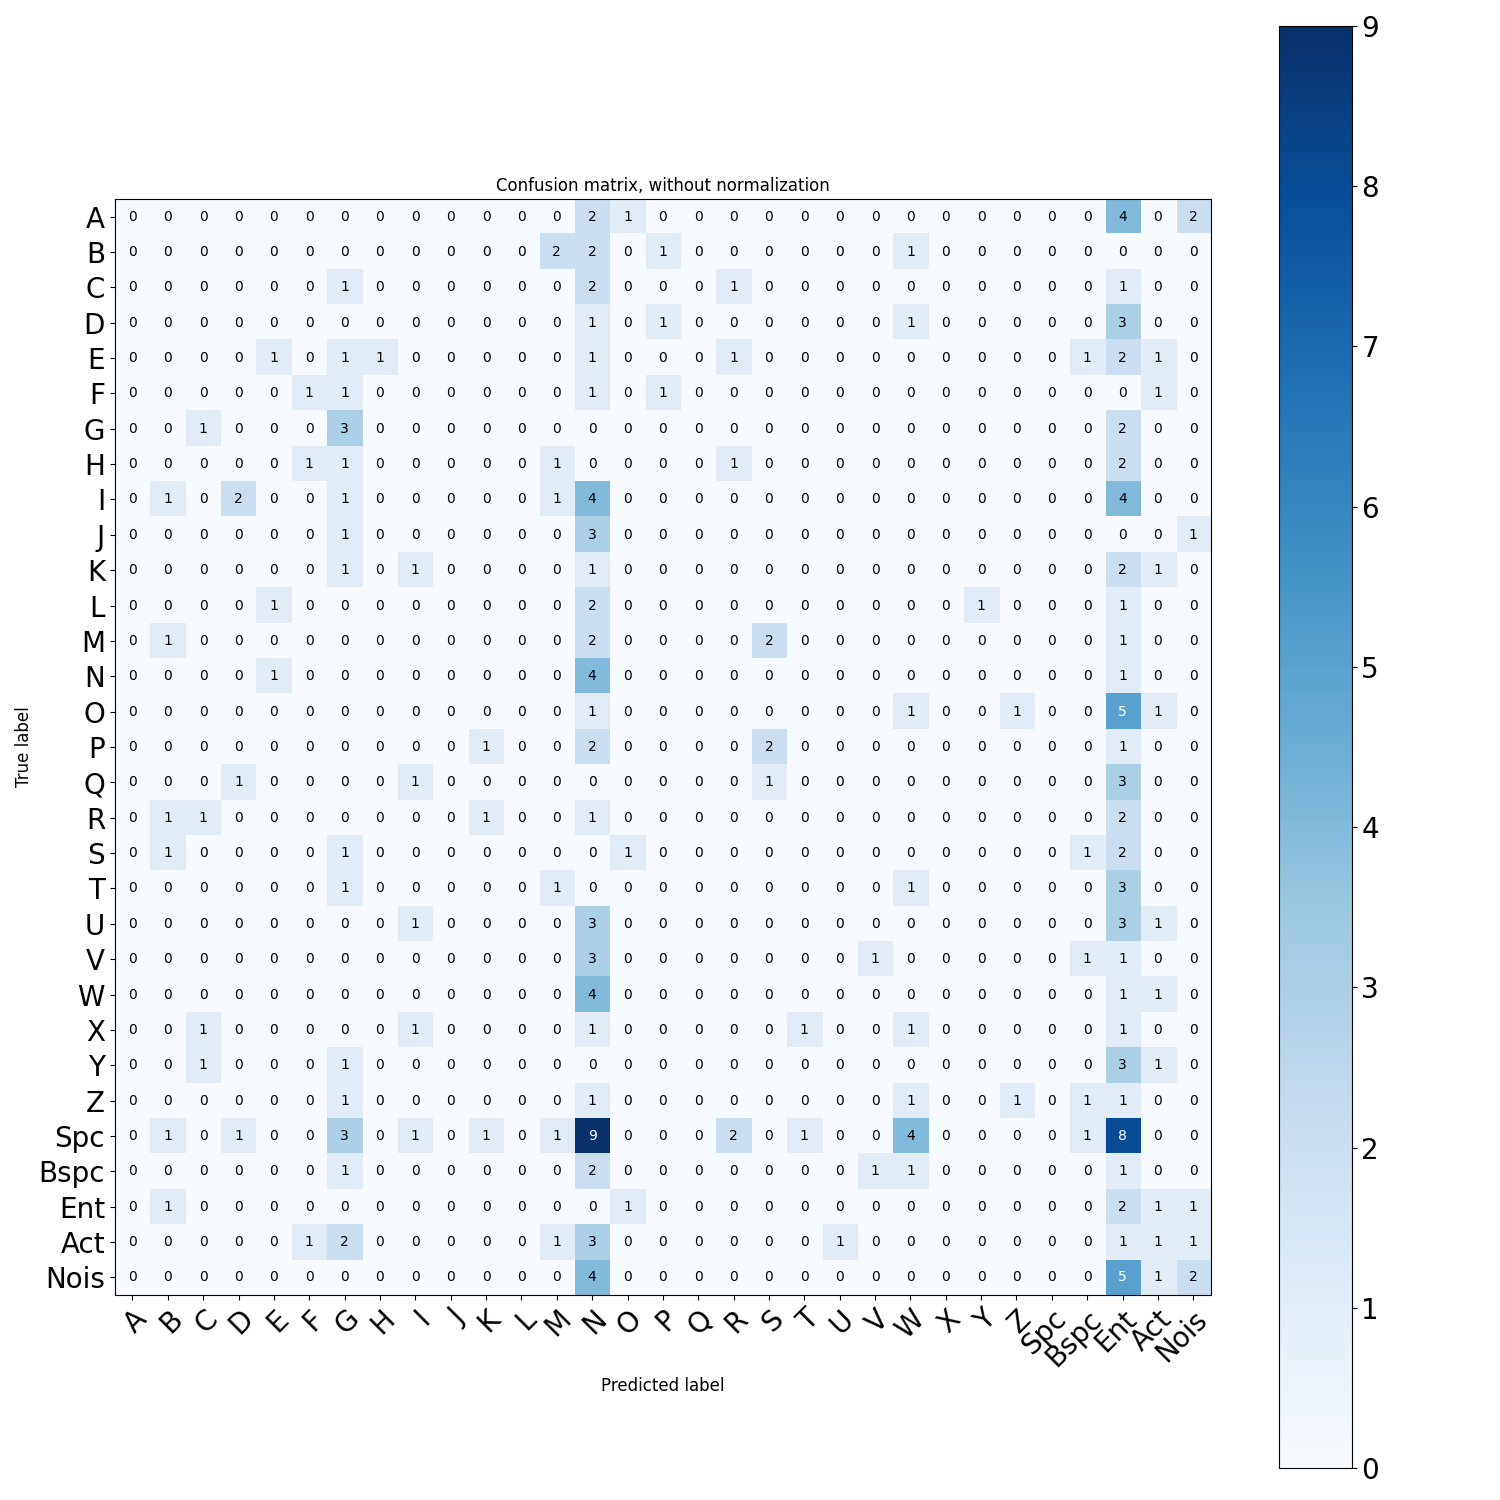 Confusion matrix, without normalization
A 0 0 0 0 0 0 0 0 0 0 0 0 0 2 1 0 0 0 0 0 0 0 0 0 0 0 0 0 4 0 2
B 0 0 0 0 0 0 0 0 0 0 0 0 2 2 0 1 0 0 0 0 0 0 1 0 0 0 0 0 0 0 0
C 0 0 0 0 0 0 1 0 0 0 0 0 0 2 0 0 0 1 0 0 0 0 0 0 0 0 0 0 1 0 0
D 0 0 0 0 0 0 0 0 0 0 0 0 0 1 0 1 0 0 0 0 0 0 1 0 0 0 0 0 3 0 0
E 0 0 0 0 1 0 1 1 0 0 0 0 0 1 0 0 0 1 0 0 0 0 0 0 0 0 0 1 2 1 0
F 0 0 0 0 0 1 1 0 0 0 0 0 0 1 0 1 0 0 0 0 0 0 0 0 0 0 0 0 0 1 0
G 0 0 1 0 0 0 3 0 0 0 0 0 0 0 0 0 0 0 0 0 0 0 0 0 0 0 0 0 2 0 0
H 0 0 0 0 0 1 1 0 0 0 0 0 1 0 0 0 0 1 0 0 0 0 0 0 0 0 0 0 2 0 0
I 0 1 0 2 0 0 1 0 0 0 0 0 1 4 0 0 0 0 0 0 0 0 0 0 0 0 0 0 4 0 0
J 0 0 0 0 0 0 1 0 0 0 0 0 0 3 0 0 0 0 0 0 0 0 0 0 0 0 0 0 0 0 1
K 0 0 0 0 0 0 1 0 1 0 0 0 0 1 0 0 0 0 0 0 0 0 0 0 0 0 0 0 2 1 0
L 0 0 0 0 1 0 0 0 0 0 0 0 0 2 0 0 0 0 0 0 0 0 0 0 1 0 0 0 1 0 0
M 0 1 0 0 0 0 0 0 0 0 0 0 0 2 0 0 0 0 2 0 0 0 0 0 0 0 0 0 1 0 0
N 0 0 0 0 1 0 0 0 0 0 0 0 0 4 0 0 0 0 0 0 0 0 0 0 0 0 0 0 1 0 0
O 0 0 0 0 0 0 0 0 0 0 0 0 0 1 0 0 0 0 0 0 0 0 1 0 0 1 0 0 5 1 0
P 0 0 0 0 0 0 0 0 0 0 1 0 0 2 0 0 0 0 2 0 0 0 0 0 0 0 0 0 1 0 0
Q 0 0 0 1 0 0 0 0 1 0 0 0 0 0 0 0 0 0 1 0 0 0 0 0 0 0 0 0 3 0 0
R 0 1 1 0 0 0 0 0 0 0 1 0 0 1 0 0 0 0 0 0 0 0 0 0 0 0 0 0 2 0 0
S 0 1 0 0 0 0 1 0 0 0 0 0 0 0 1 0 0 0 0 0 0 0 0 0 0 0 0 1 2 0 0
T 0 0 0 0 0 0 1 0 0 0 0 0 1 0 0 0 0 0 0 0 0 0 1 0 0 0 0 0 3 0 0
U 0 0 0 0 0 0 0 0 1 0 0 0 0 3 0 0 0 0 0 0 0 0 0 0 0 0 0 0 3 1 0
V 0 0 0 0 0 0 0 0 0 0 0 0 0 3 0 0 0 0 0 0 0 1 0 0 0 0 0 1 1 0 0
W 0 0 0 0 0 0 0 0 0 0 0 0 0 4 0 0 0 0 0 0 0 0 0 0 0 0 0 0 1 1 0
X 0 0 1 0 0 0 0 0 1 0 0 0 0 1 0 0 0 0 0 1 0 0 1 0 0 0 0 0 1 0 0
Y 0 0 1 0 0 0 1 0 0 0 0 0 0 0 0 0 0 0 0 0 0 0 0 0 0 0 0 0 3 1 0
Z 0 0 0 0 0 0 1 0 0 0 0 0 0 1 0 0 0 0 0 0 0 0 1 0 0 1 0 1 1 0 0
Spc 0 1 0 1 0 0 3 0 1 0 1 0 1 9 0 0 0 2 0 1 0 0 4 0 0 0 0 1 8 0 0
Bspc 0 0 0 0 0 0 1 0 0 0 0 0 0 2 0 0 0 0 0 0 0 1 1 0 0 0 0 0 1 0 0
Ent 0 1 0 0 0 0 0 0 0 0 0 0 0 0 1 0 0 0 0 0 0 0 0 0 0 0 0 0 2 1 1
Act 0 0 0 0 0 1 2 0 0 0 0 0 1 3 0 0 0 0 0 0 1 0 0 0 0 0 0 0 1 1 1
Nois 0 0 0 0 0 0 0 0 0 0 0 0 0 4 0 0 0 0 0 0 0 0 0 0 0 0 0 0 5 1 2
A B C D E F G H I J K L M N O P Q R S T U V W X Y Z Spc Bspc Ent Act Nois
Predicted label
True label
9
8
7
6
5
4
3
2
1
0